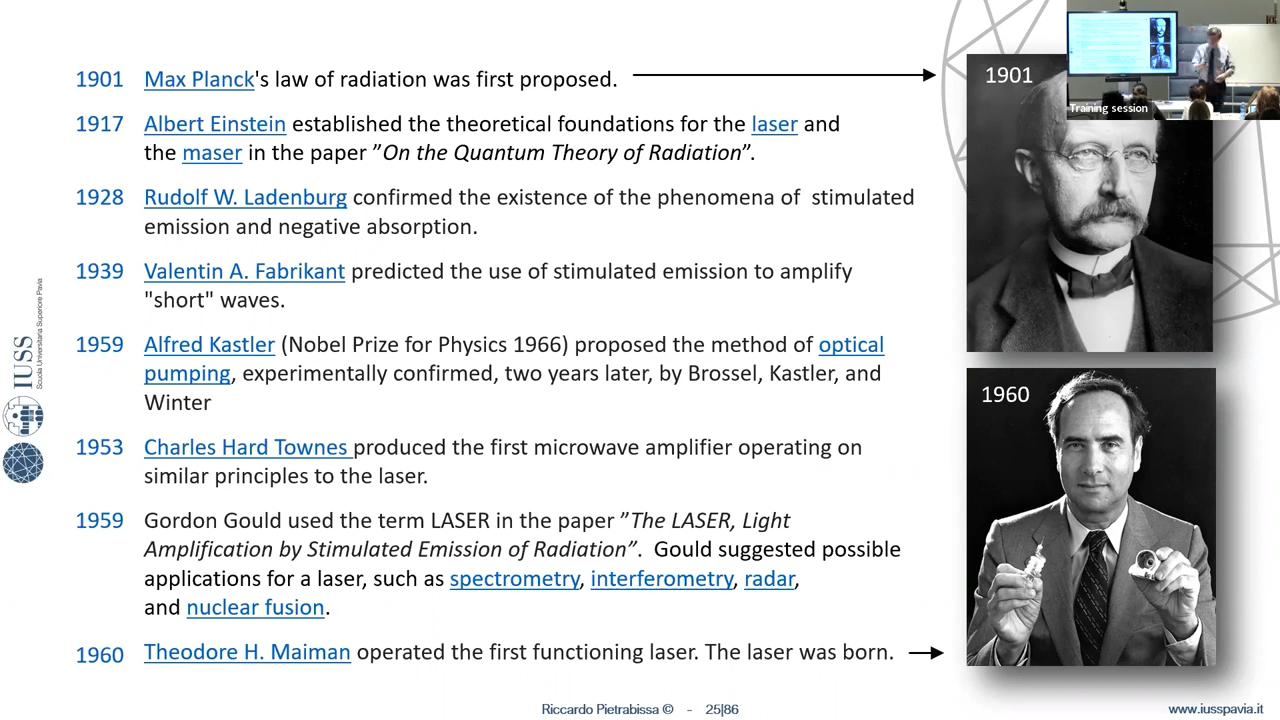 1901 Max Planck's law of radiation was first proposed.
1917 Albert Einstein established the theoretical foundations for the laser and
the maser in the paper ”On the Quantum Theory of Radiation”.
1928 Rudolf W. Ladenburg confirmed the existence of the phenomena of stimulated
emission and negative absorption.
1939 Valentin A. Fabrikant predicted the use of stimulated emission to amplify
"short" waves.
1959 Alfred Kastler (Nobel Prize for Physics 1966) proposed the method of optical
pumping, experimentally confirmed, two years later, by Brossel, Kastler, and
Winter
1953 Charles Hard Townes produced the first microwave amplifier operating on
similar principles to the laser.
1959 Gordon Gould used the term LASER in the paper ”The LASER, Light
Amplification by Stimulated Emission of Radiation”. Gould suggested possible
applications for a laser, such as spectrometry, interferometry, radar,
and nuclear fusion.
1960 Theodore H. Maiman operated the first functioning laser. The laser was born.
1901
Training session
1960
IUSS
Scuola Universitaria Superiore Pavia
Riccardo Pietrabissa © - 25|86
www.iusspavia.it